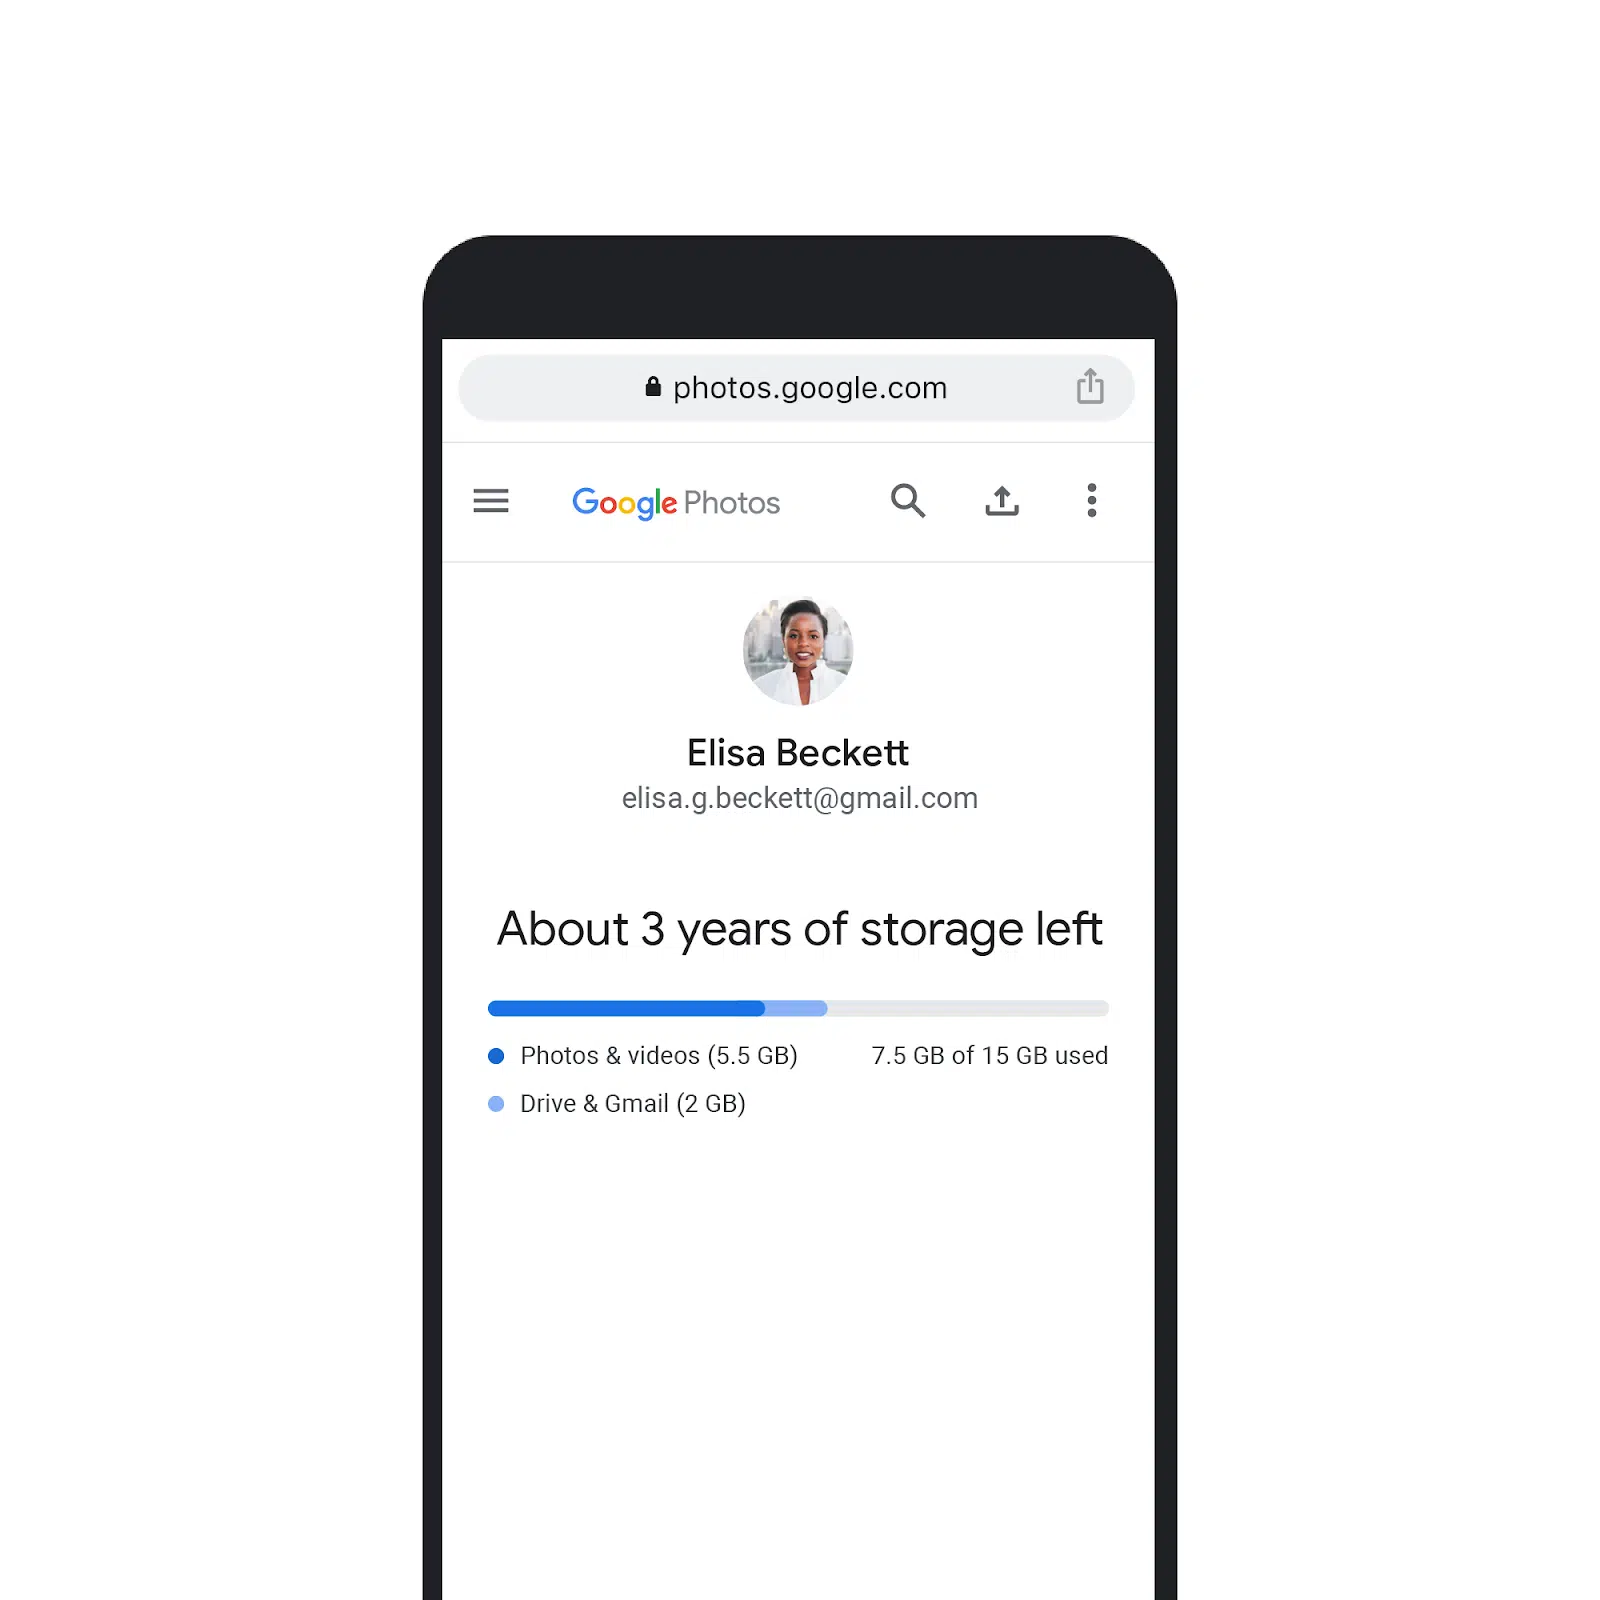 photos.google.com
Google Photos
Elisa Beckett
elisa.g.beckett@gmail.com
About 3 years of storage left
Photos & videos (5.5 GB) 7.5 GB of 15 GB used
Drive & Gmail (2 GB)